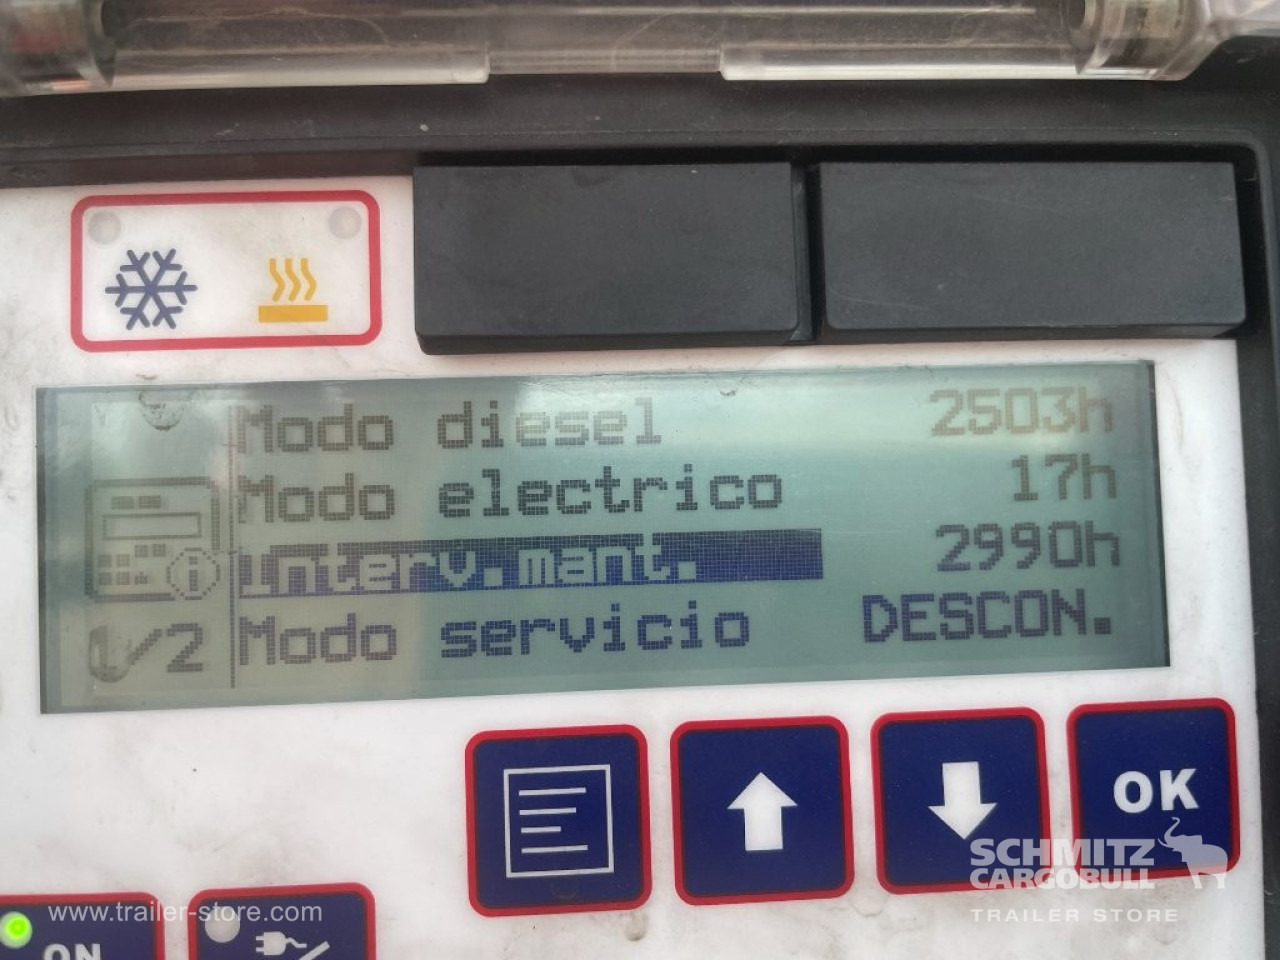 Modo diesel 2503h
Modo electrico 17h
Interv.mant. 2990h
1/2 Modo servicio DESCON.
OK
SCHMITZ
CARGOBULL
TRAILER STORE
www.trailer-store.com
ON